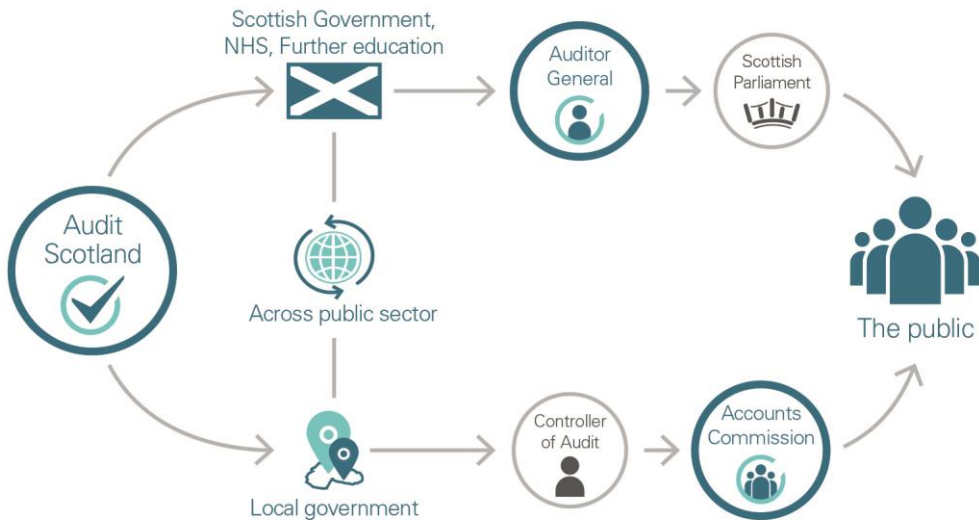 Scottish Government,
NHS, Further education
Auditor
General
Scottish
Parliament
Audit
Scotland
Across public sector
The public
Controller
of Audit
Accounts
Commission
Local government